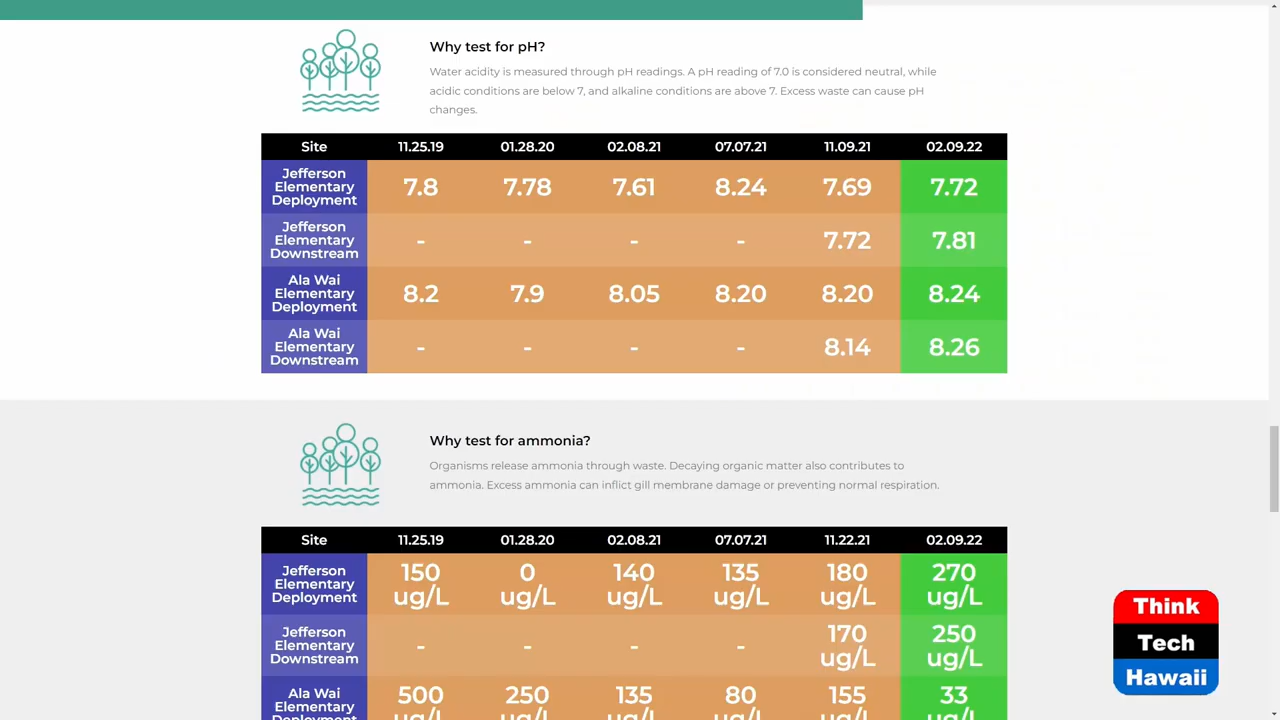 Why test for pH?
Water acidity is measured through pH readings. A pH reading of 7.0 is considered neutral, while
acidic conditions are below 7, and alkaline conditions are above 7. Excess waste can cause pH
changes.
Site 11.25.19 01.28.20 02.08.21 07.07.21 11.09.21 02.09.22
Jefferson
Elementary
Deployment
7.8 7.78 7.61 8.24 7.69 7.72
Jefferson
Elementary
Downstream
- - - - 7.72 7.81
Ala Wai
Elementary
Deployment
8.2 7.9 8.05 8.20 8.20 8.24
Ala Wai
Elementary
Downstream
- - - - 8.14 8.26
Why test for ammonia?
Organisms release ammonia through waste. Decaying organic matter also contributes to
ammonia. Excess ammonia can inflict gill membrane damage or preventing normal respiration.
Site 11.25.19 01.28.20 02.08.21 07.07.21 11.22.21 02.09.22
Jefferson
Elementary
Deployment
150 0 140 135 180 270
ug/L ug/L ug/L ug/L ug/L ug/L
Jefferson
Elementary
Downstream
- - - - 170 250
ug/L ug/L
Ala Wai
Elementary
Deployment
500 250 135 80 155 33
ug/L ug/L ug/L ug/L ug/L ug/L
Think
Tech
Hawaii